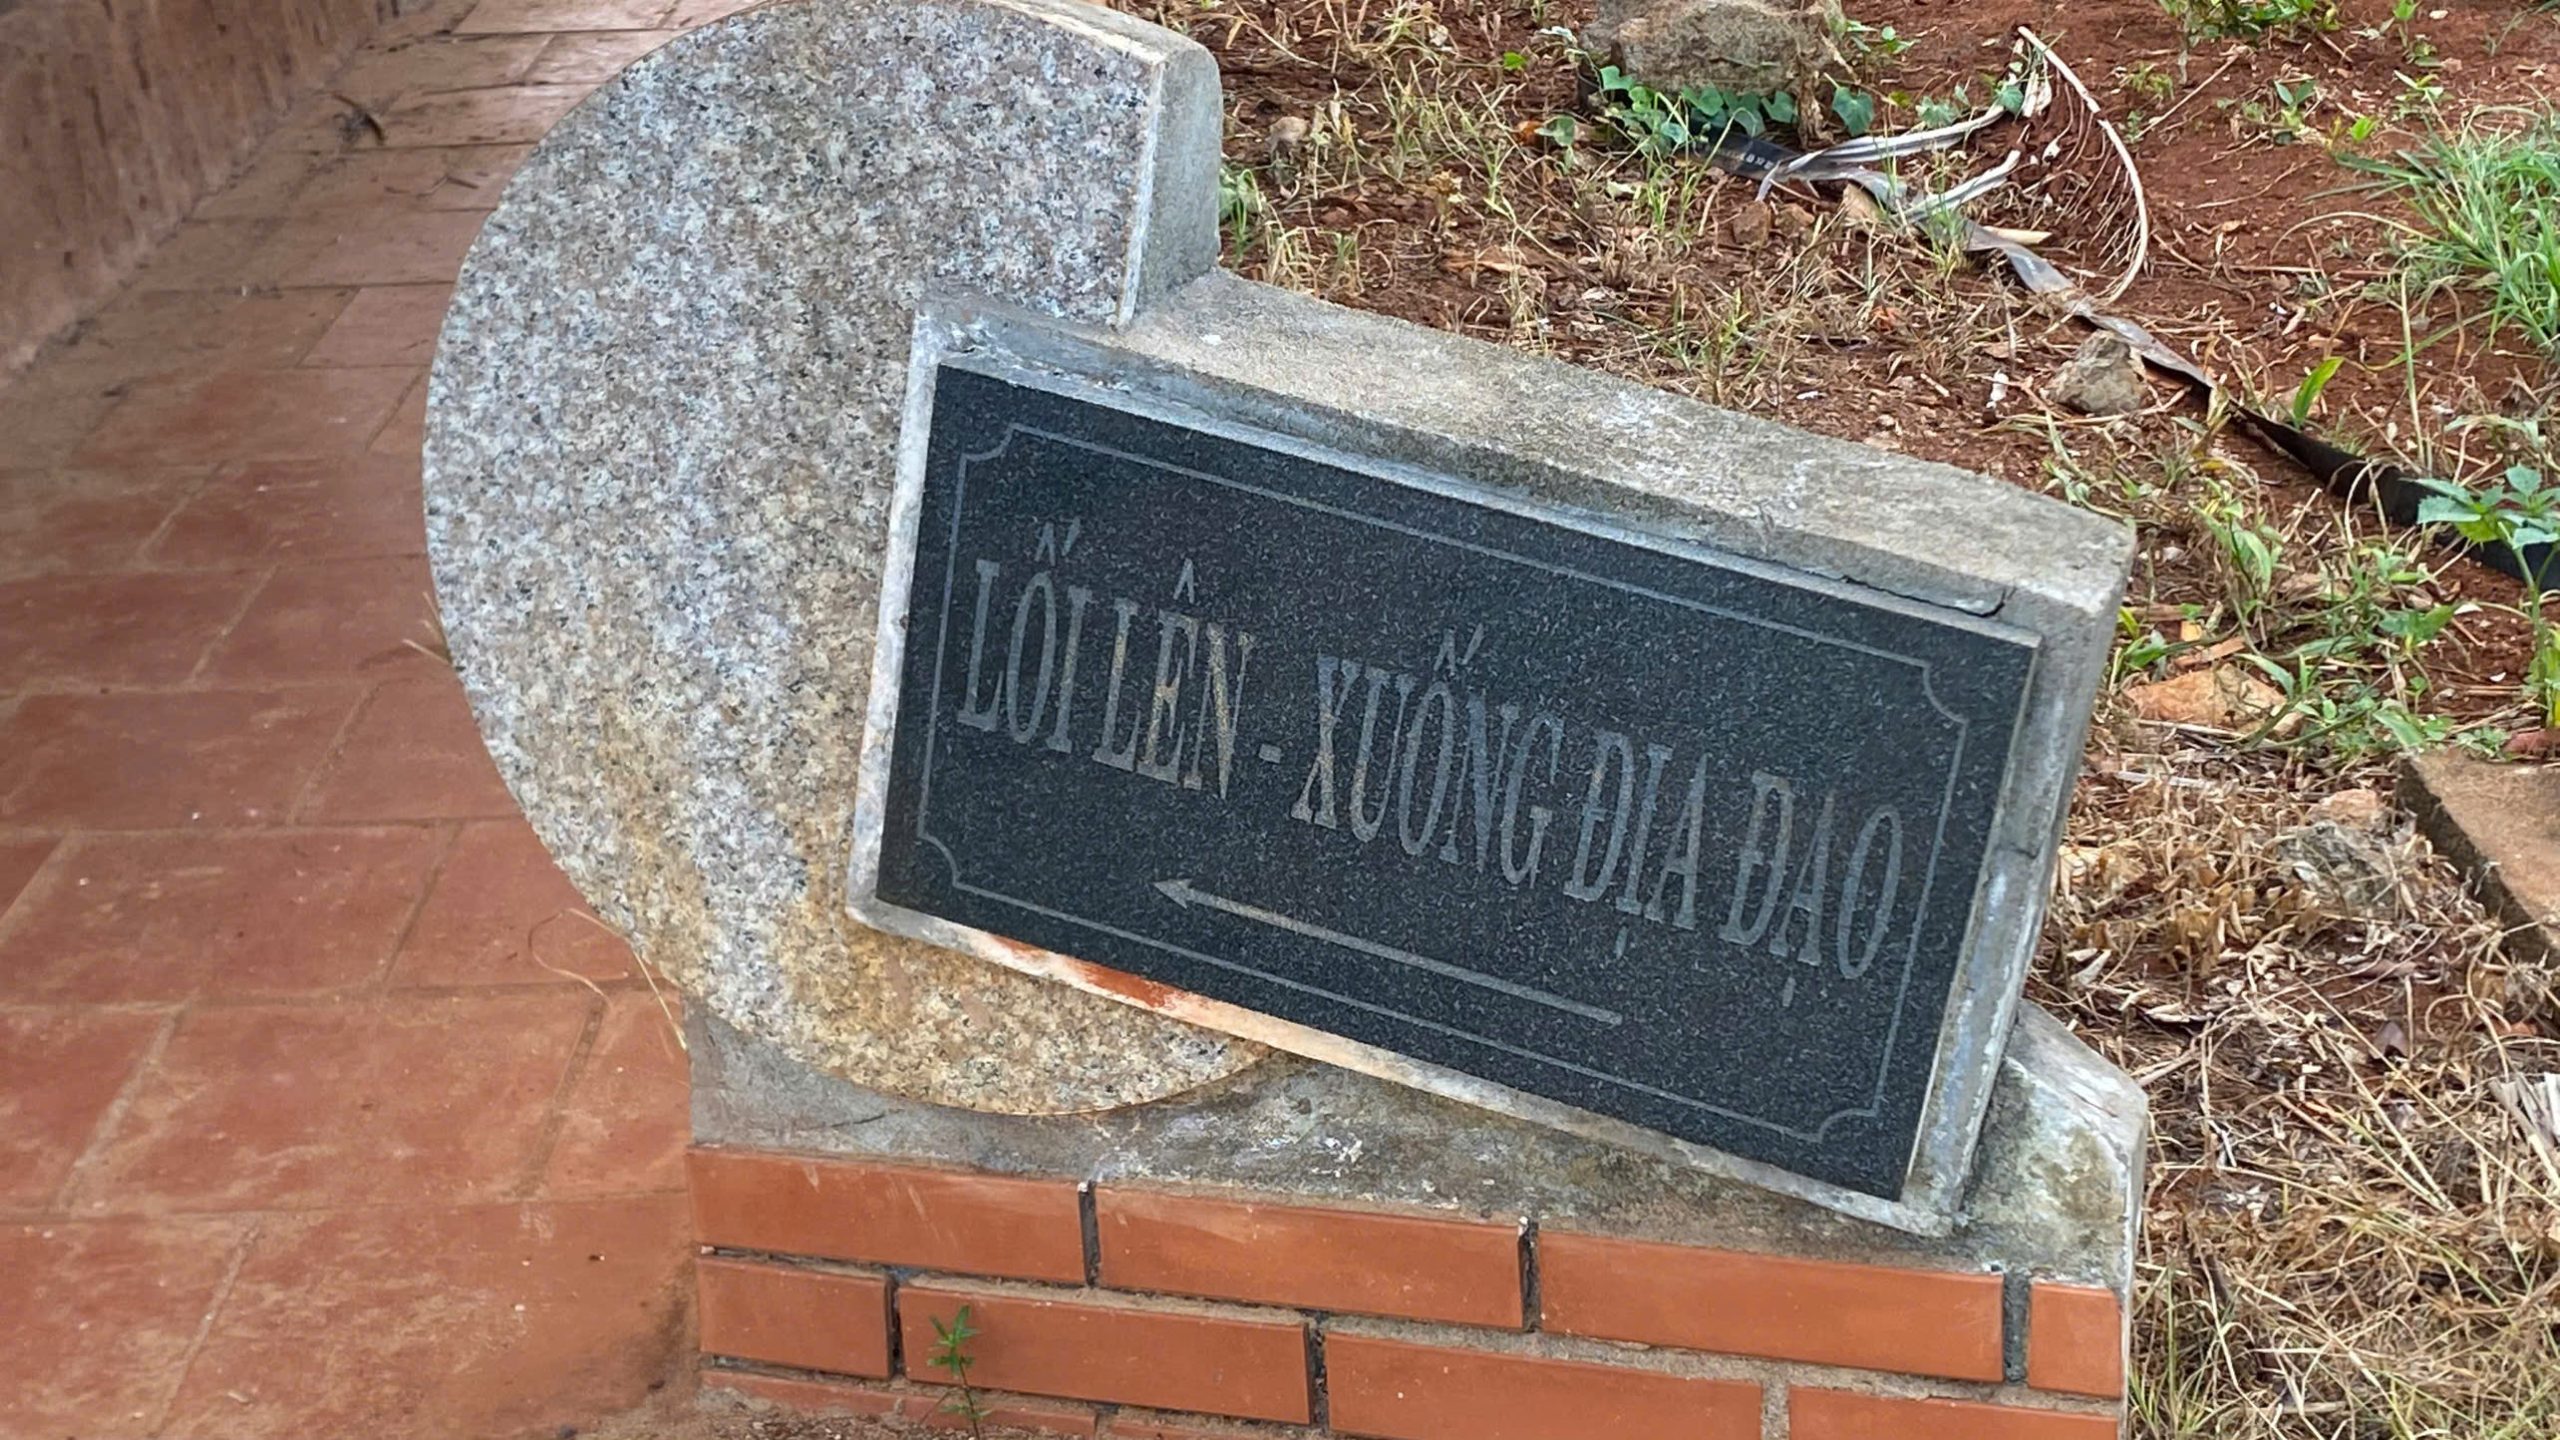 LỐI LÊN - XUỐNG ĐỊA ĐẠO